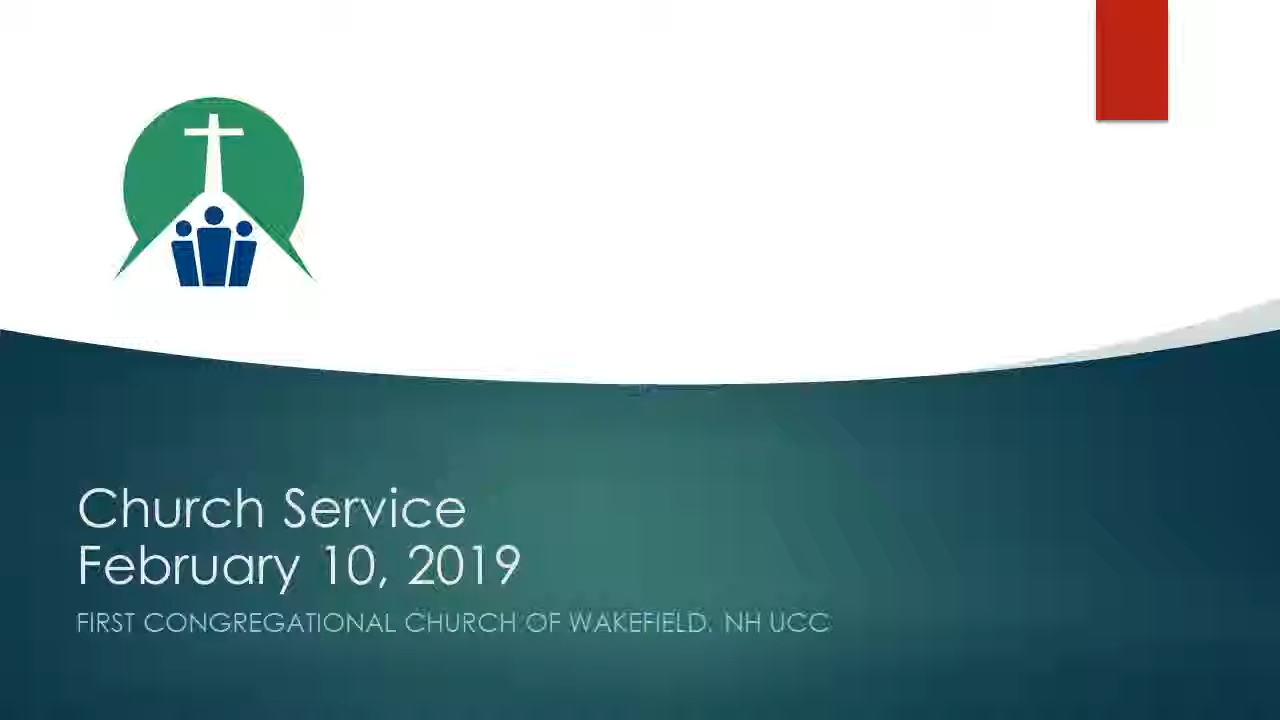 Church Service
February 10, 2019
FIRST CONGREGATIONAL CHURCH OF WAKEFIELD, NH UCC